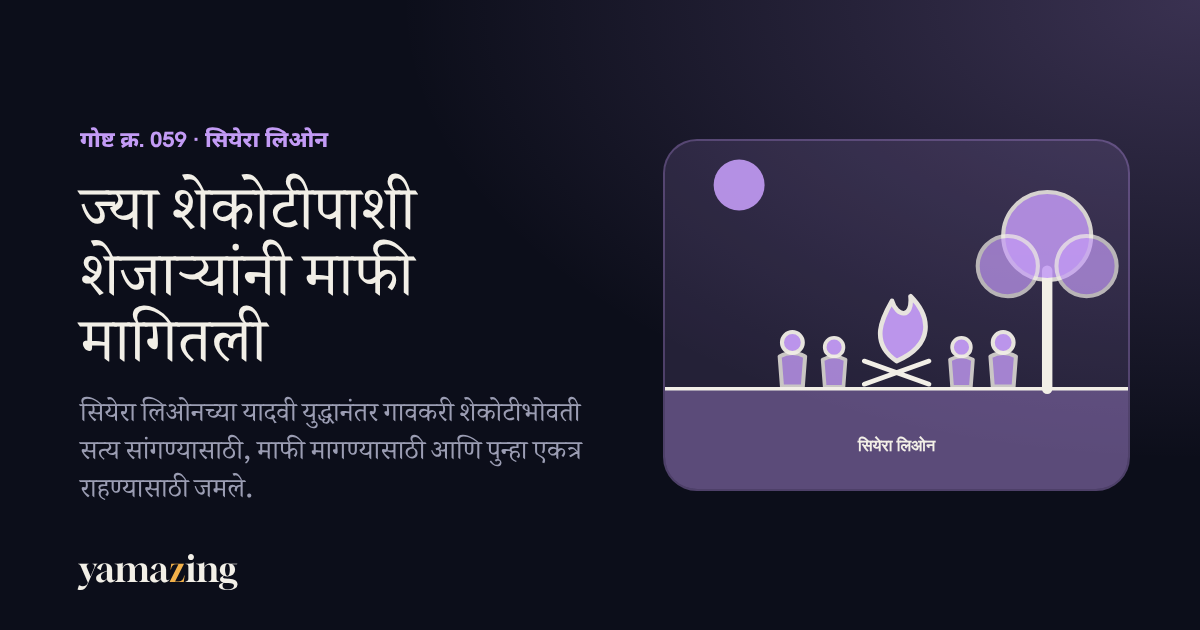 गोष्ट क्र. 059 · सियेरा लिओन
ज्या शेकोटीपाशी
शेजाऱ्यांनी माफी
मागितली
सियेरा लिओनच्या यादवी युद्धानंतर गावकरी शेकोटीभोवती
सत्य सांगण्यासाठी, माफी मागण्यासाठी आणि पुन्हा एकत्र
राहण्यासाठी जमले.
yamazing
सियेरा लिओन